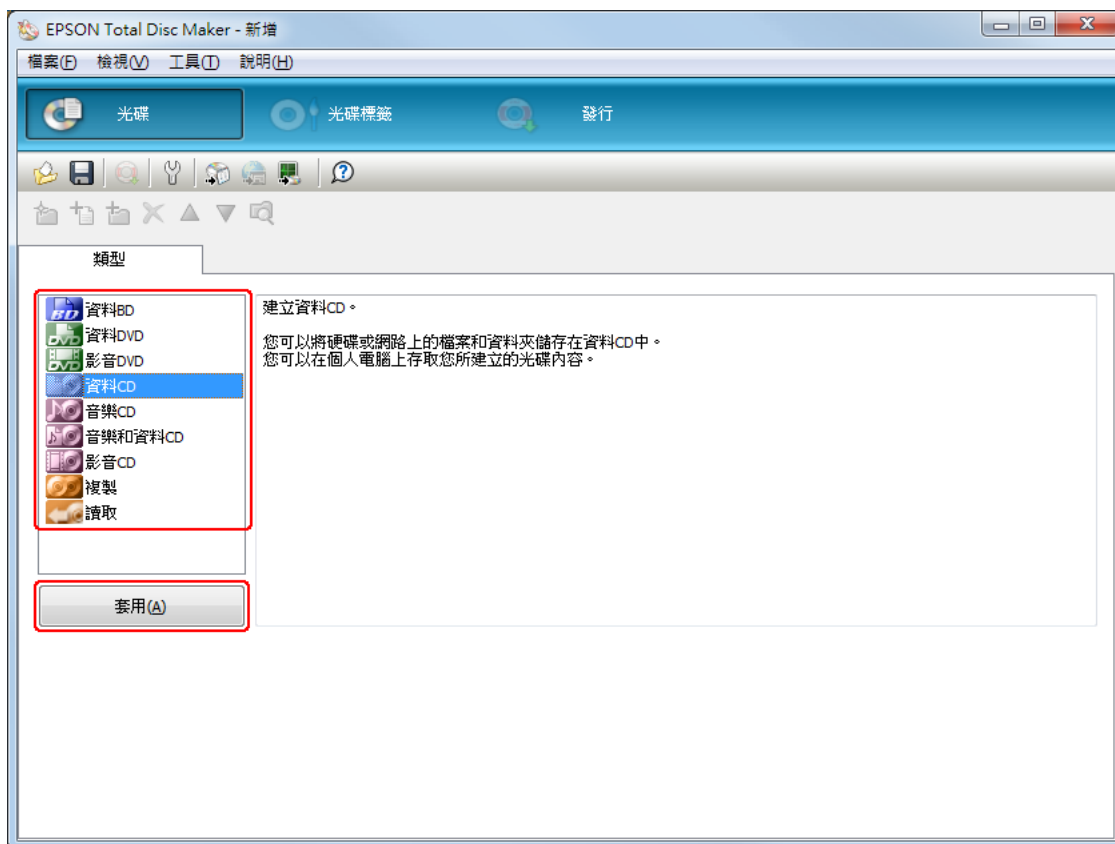 EPSON Total Disc Maker - 新增
檔案(F) 檢視(V) 工具(T) 說明(H)
光碟 光碟標籤 發行
類型
資料BD
資料DVD
影音DVD
資料CD
音樂CD
音樂和資料CD
影音CD
複製
讀取
套用(A)
建立資料CD。
您可以將硬碟或網路上的檔案和資料夾儲存在資料CD中。
您可以在個人電腦上存取您所建立的光碟內容。